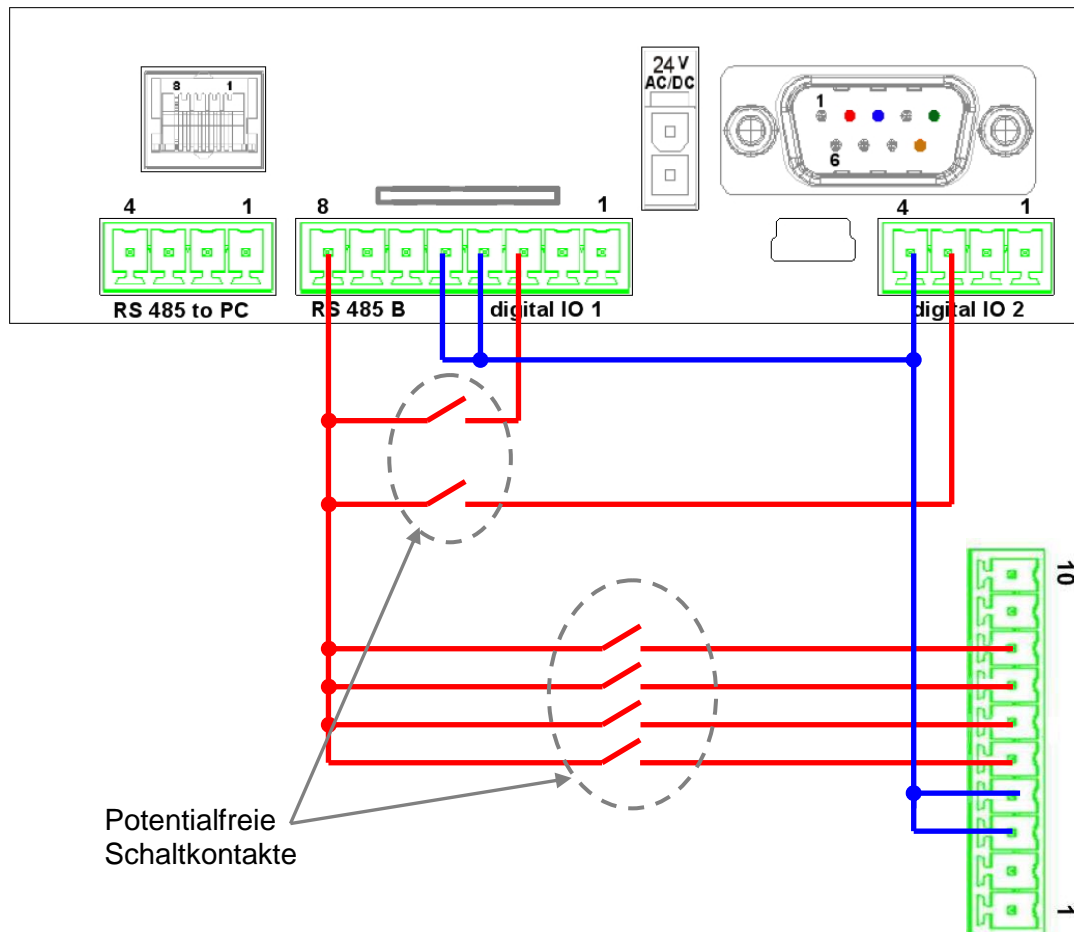 24 V
AC/DC
8 1
1
6
4 1
8 1
4 1
RS 485 to PC
RS 485 B
digital IO 1
digital IO 2
10
Potentialfreie
Schaltkontakte
1